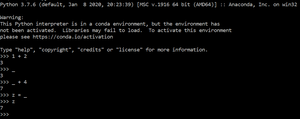 Python 3.7.6 (default, Jan  8 2020, 20:23:39) [MSC v.1916 64 bit (AMD64)] :: Anaconda, Inc. on win32

Warning:
This Python interpreter is in a conda environment, but the environment has
not been activated.  Libraries may fail to load.  To activate this environment
please see https://conda.io/activation

Type "help", "copyright", "credits" or "license" for more information.
>>> 1 + 2
3
>>> _
3
>>> _ + 4
7
>>> z = _
>>> z
7
>>>